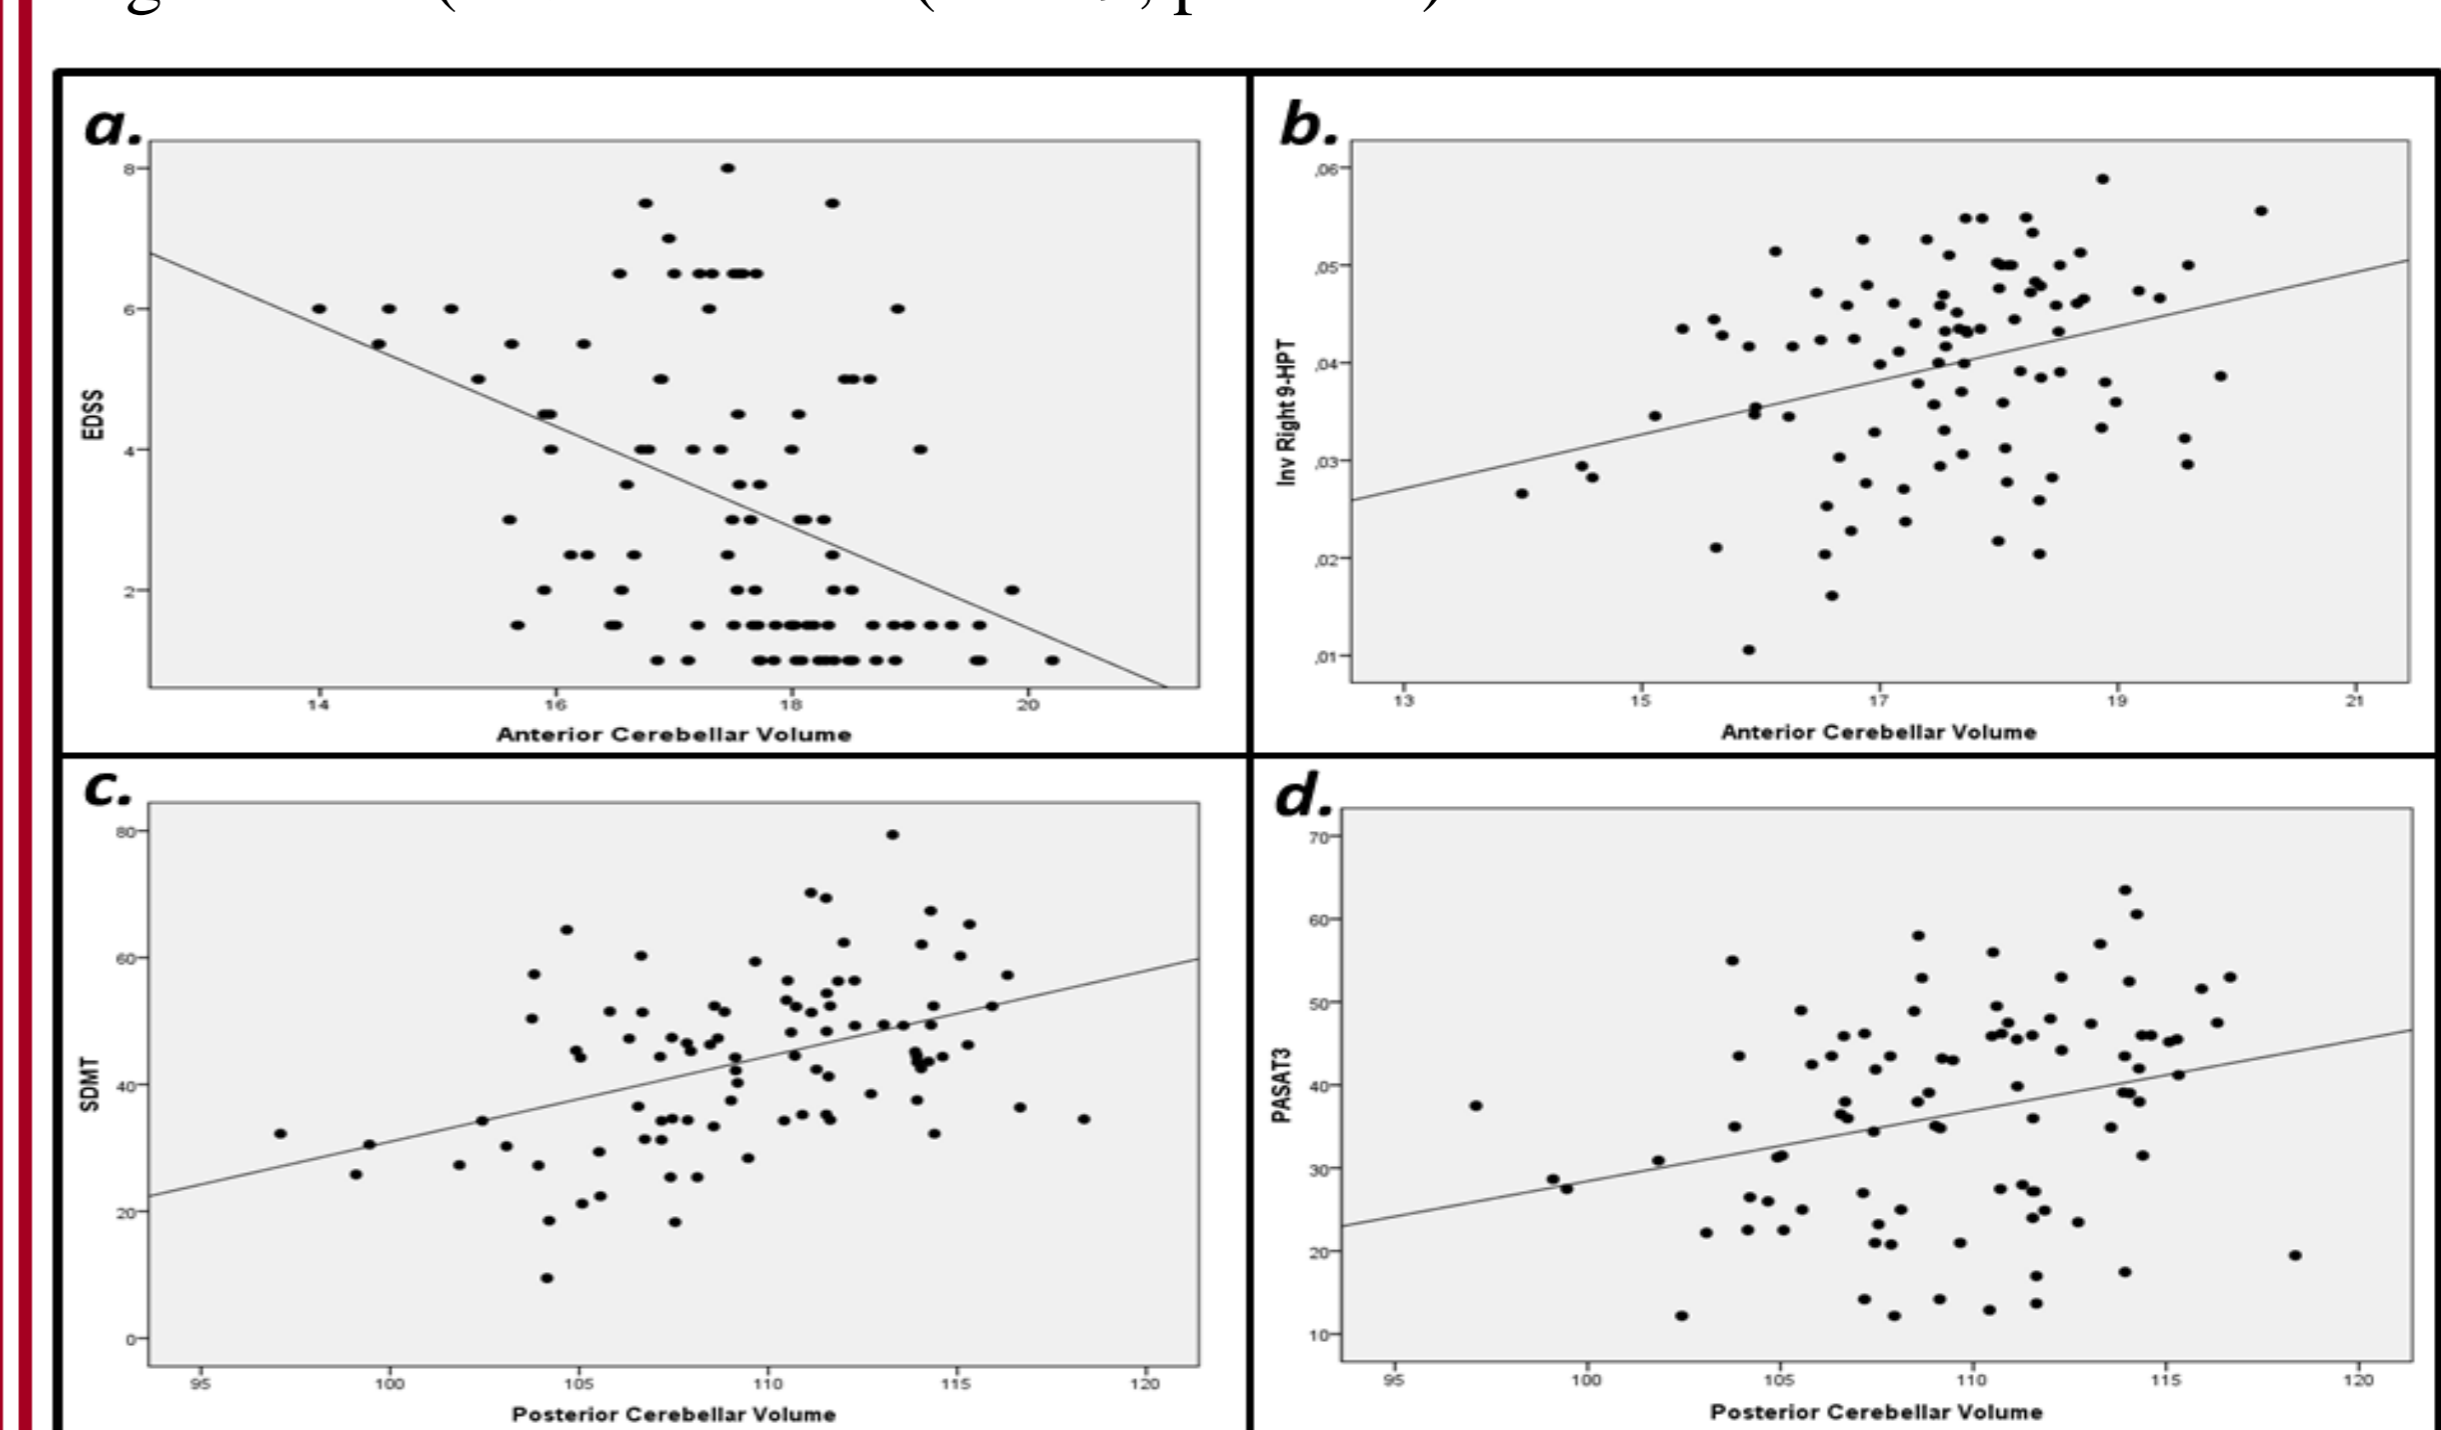 a.
8
6
4
2
EDSS
14 16 18 20
Anterior Cerebellar Volume
b.
,06
,05
,04
,03
,02
,01
Inv Right 9-HPT
13 15 17 19 21
Anterior Cerebellar Volume
c.
80
60
40
20
0
SDMT
95 100 105 110 115 120
Posterior Cerebellar Volume
d.
70
60
50
40
30
20
10
PASAT3
95 100 105 110 115 120
Posterior Cerebellar Volume